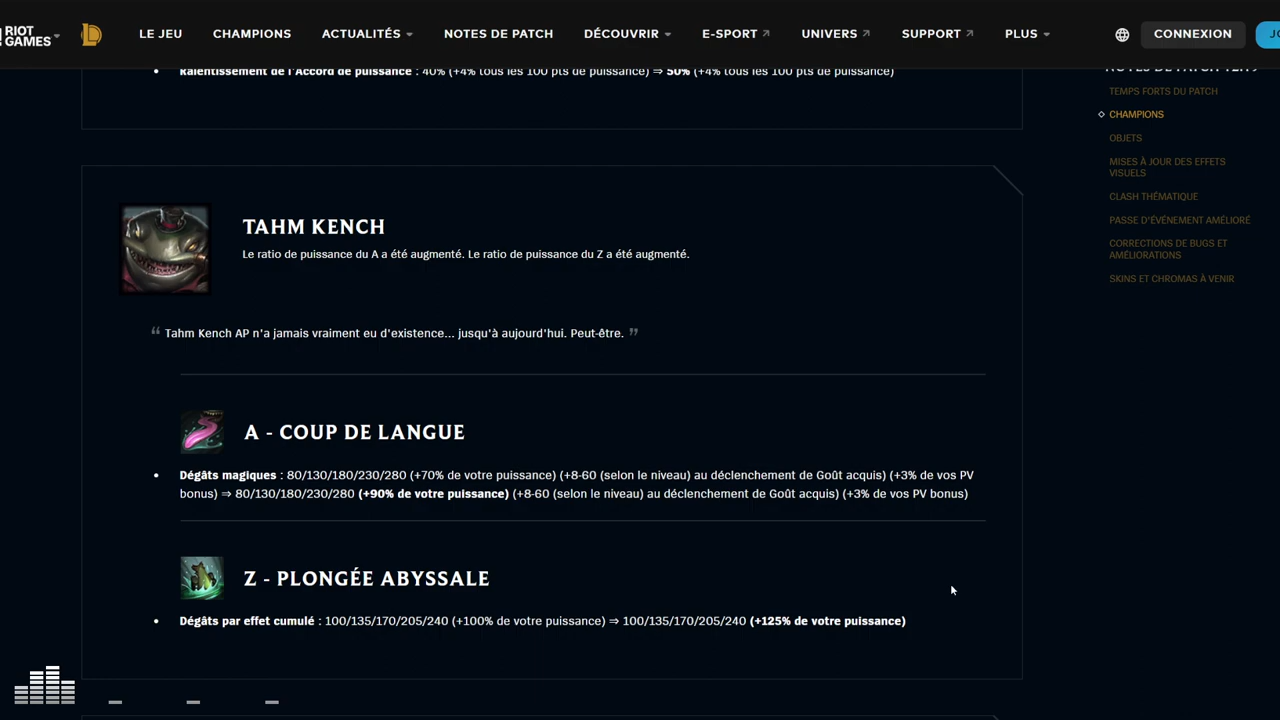 RIOT GAMES
LE JEU CHAMPIONS ACTUALITÉS NOTES DE PATCH DÉCOUVRIR E-SPORT UNIVERS SUPPORT PLUS CONNEXION JO
Ralentissement de l'Accord de puissance : 40% (+4% tous les 100 pts de puissance) ⇒ 50% (+4% tous les 100 pts de puissance)
TEMPS FORTS DU PATCH
CHAMPIONS
OBJETS
MISES À JOUR DES EFFETS
VISUELS
CLASH THÉMATIQUE
PASSE D'ÉVÉNEMENT AMÉLIORÉ
CORRECTIONS DE BUGS ET
AMÉLIORATIONS
SKINS ET CHROMAS À VENIR
TAHM KENCH
Le ratio de puissance du A a été augmenté. Le ratio de puissance du Z a été augmenté.
“ Tahm Kench AP n'a jamais vraiment eu d'existence... jusqu'à aujourd'hui. Peut-être. ”
A - COUP DE LANGUE
• Dégâts magiques : 80/130/180/230/280 (+70% de votre puissance) (+8-60 (selon le niveau) au déclenchement de Goût acquis) (+3% de vos PV
bonus) ⇒ 80/130/180/230/280 (+90% de votre puissance) (+8-60 (selon le niveau) au déclenchement de Goût acquis) (+3% de vos PV bonus)
Z - PLONGÉE ABYSSALE
• Dégâts par effet cumulé : 100/135/170/205/240 (+100% de votre puissance) ⇒ 100/135/170/205/240 (+125% de votre puissance)